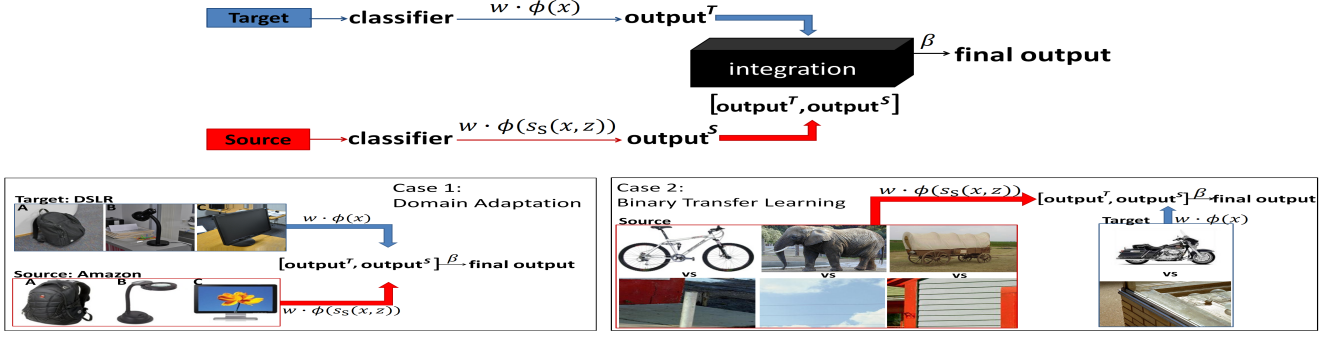 Target
classifier
w · ϕ(x)
output^T
integration
β
final output
[output^T,output^S]
Source
classifier
w · ϕ(s_S(x, z))
output^S
Case 1:
Domain Adaptation
Target: DSLR
A
B
C
w · ϕ(x)
[output^T, output^S]
β
final output
Source: Amazon
A
B
C
w · ϕ(s_S(x, z))
Case 2:
Binary Transfer Learning
w · ϕ(s_S(x, z))
[output^T, output^S]
β
final output
Source
Target
w · ϕ(x)
vs
vs
vs
vs